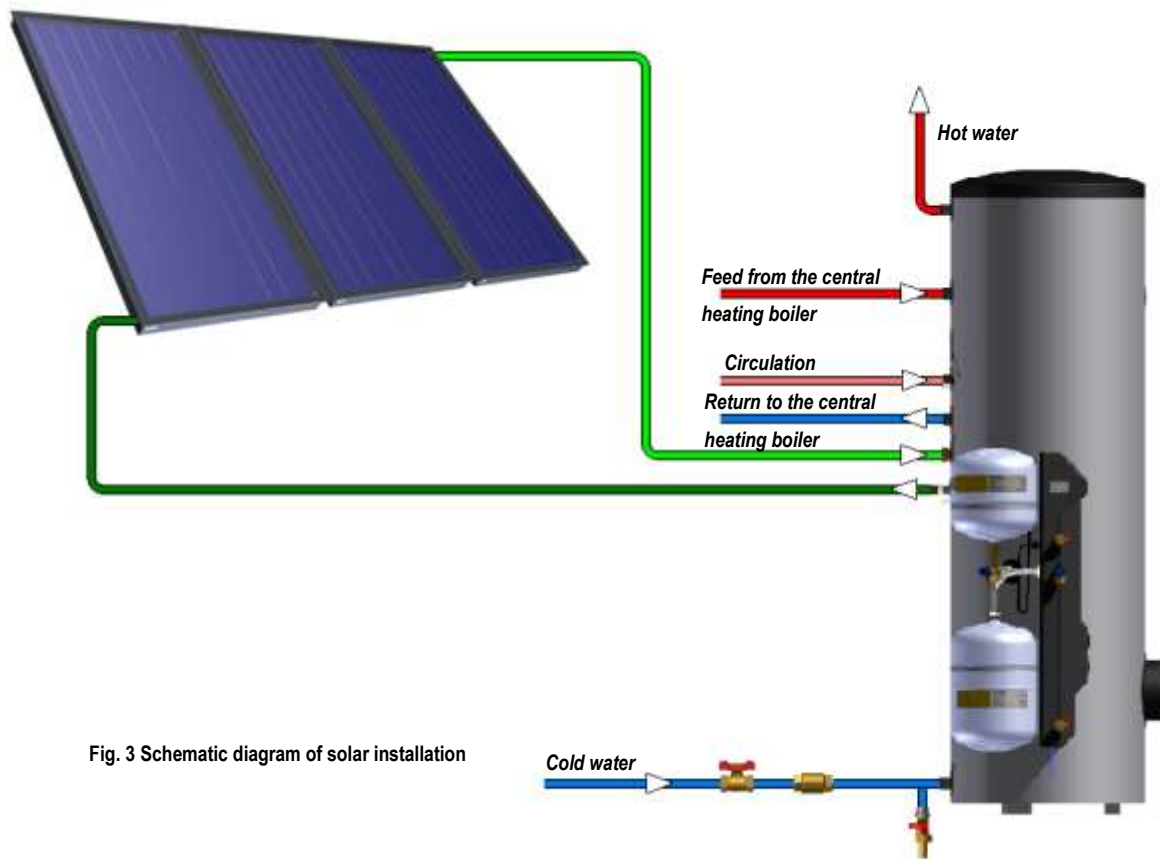 Hot water
Feed from the central
heating boiler
Circulation
Return to the central
heating boiler
Fig. 3 Schematic diagram of solar installation
Cold water